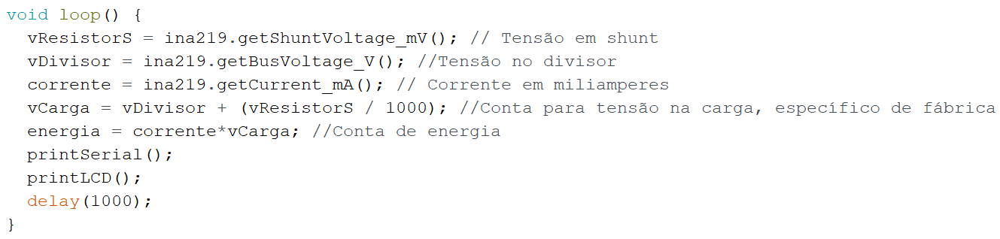 void loop() {
  vResistorS = ina219.getShuntVoltage_mV(); // Tensão em shunt
  vDivisor = ina219.getBusVoltage_V(); //Tensão no divisor
  corrente = ina219.getCurrent_mA(); // Corrente em miliamperes
  vCarga = vDivisor + (vResistorS / 1000); //Conta para tensão na carga, específico de fábrica
  energia = corrente*vCarga; //Conta de energia
  printSerial();
  printLCD();
  delay(1000);
}